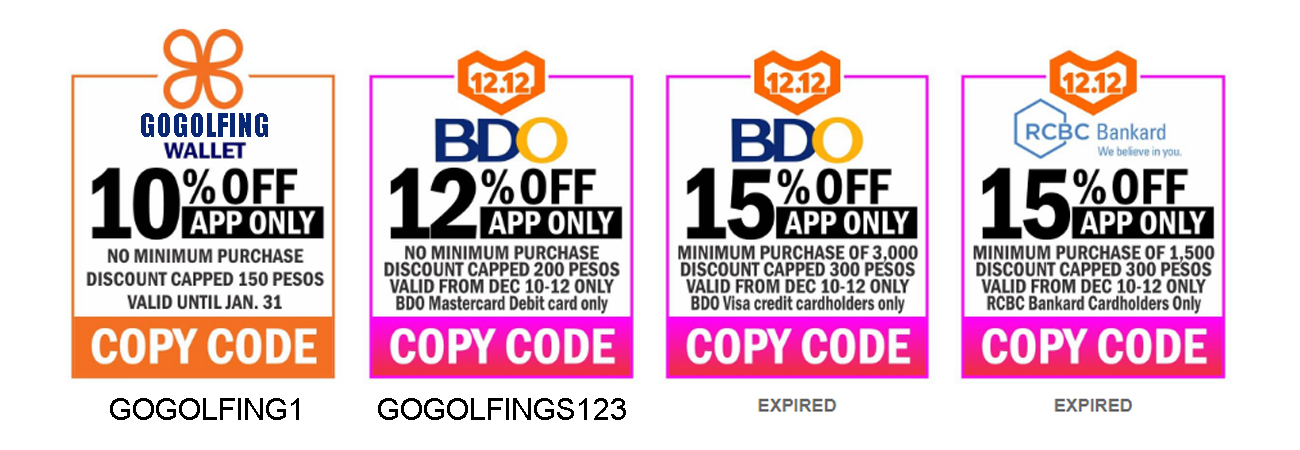 GOGOLFING
WALLET
10% OFF
APP ONLY
NO MINIMUM PURCHASE
DISCOUNT CAPPED 150 PESOS
VALID UNTIL JAN. 31
COPY CODE
GOGOLFING1
12.12
BDO
12% OFF
APP ONLY
NO MINIMUM PURCHASE
DISCOUNT CAPPED 200 PESOS
VALID FROM DEC 10-12 ONLY
BDO Mastercard Debit card only
COPY CODE
GOGOLFINGS123
12.12
BDO
15% OFF
APP ONLY
MINIMUM PURCHASE OF 3,000
DISCOUNT CAPPED 300 PESOS
VALID FROM DEC 10-12 ONLY
BDO Visa credit cardholders only
COPY CODE
EXPIRED
12.12
RCBC Bankard
We believe in you.
15% OFF
APP ONLY
MINIMUM PURCHASE OF 1,500
DISCOUNT CAPPED 300 PESOS
VALID FROM DEC 10-12 ONLY
RCBC Bankard Cardholders Only
COPY CODE
EXPIRED